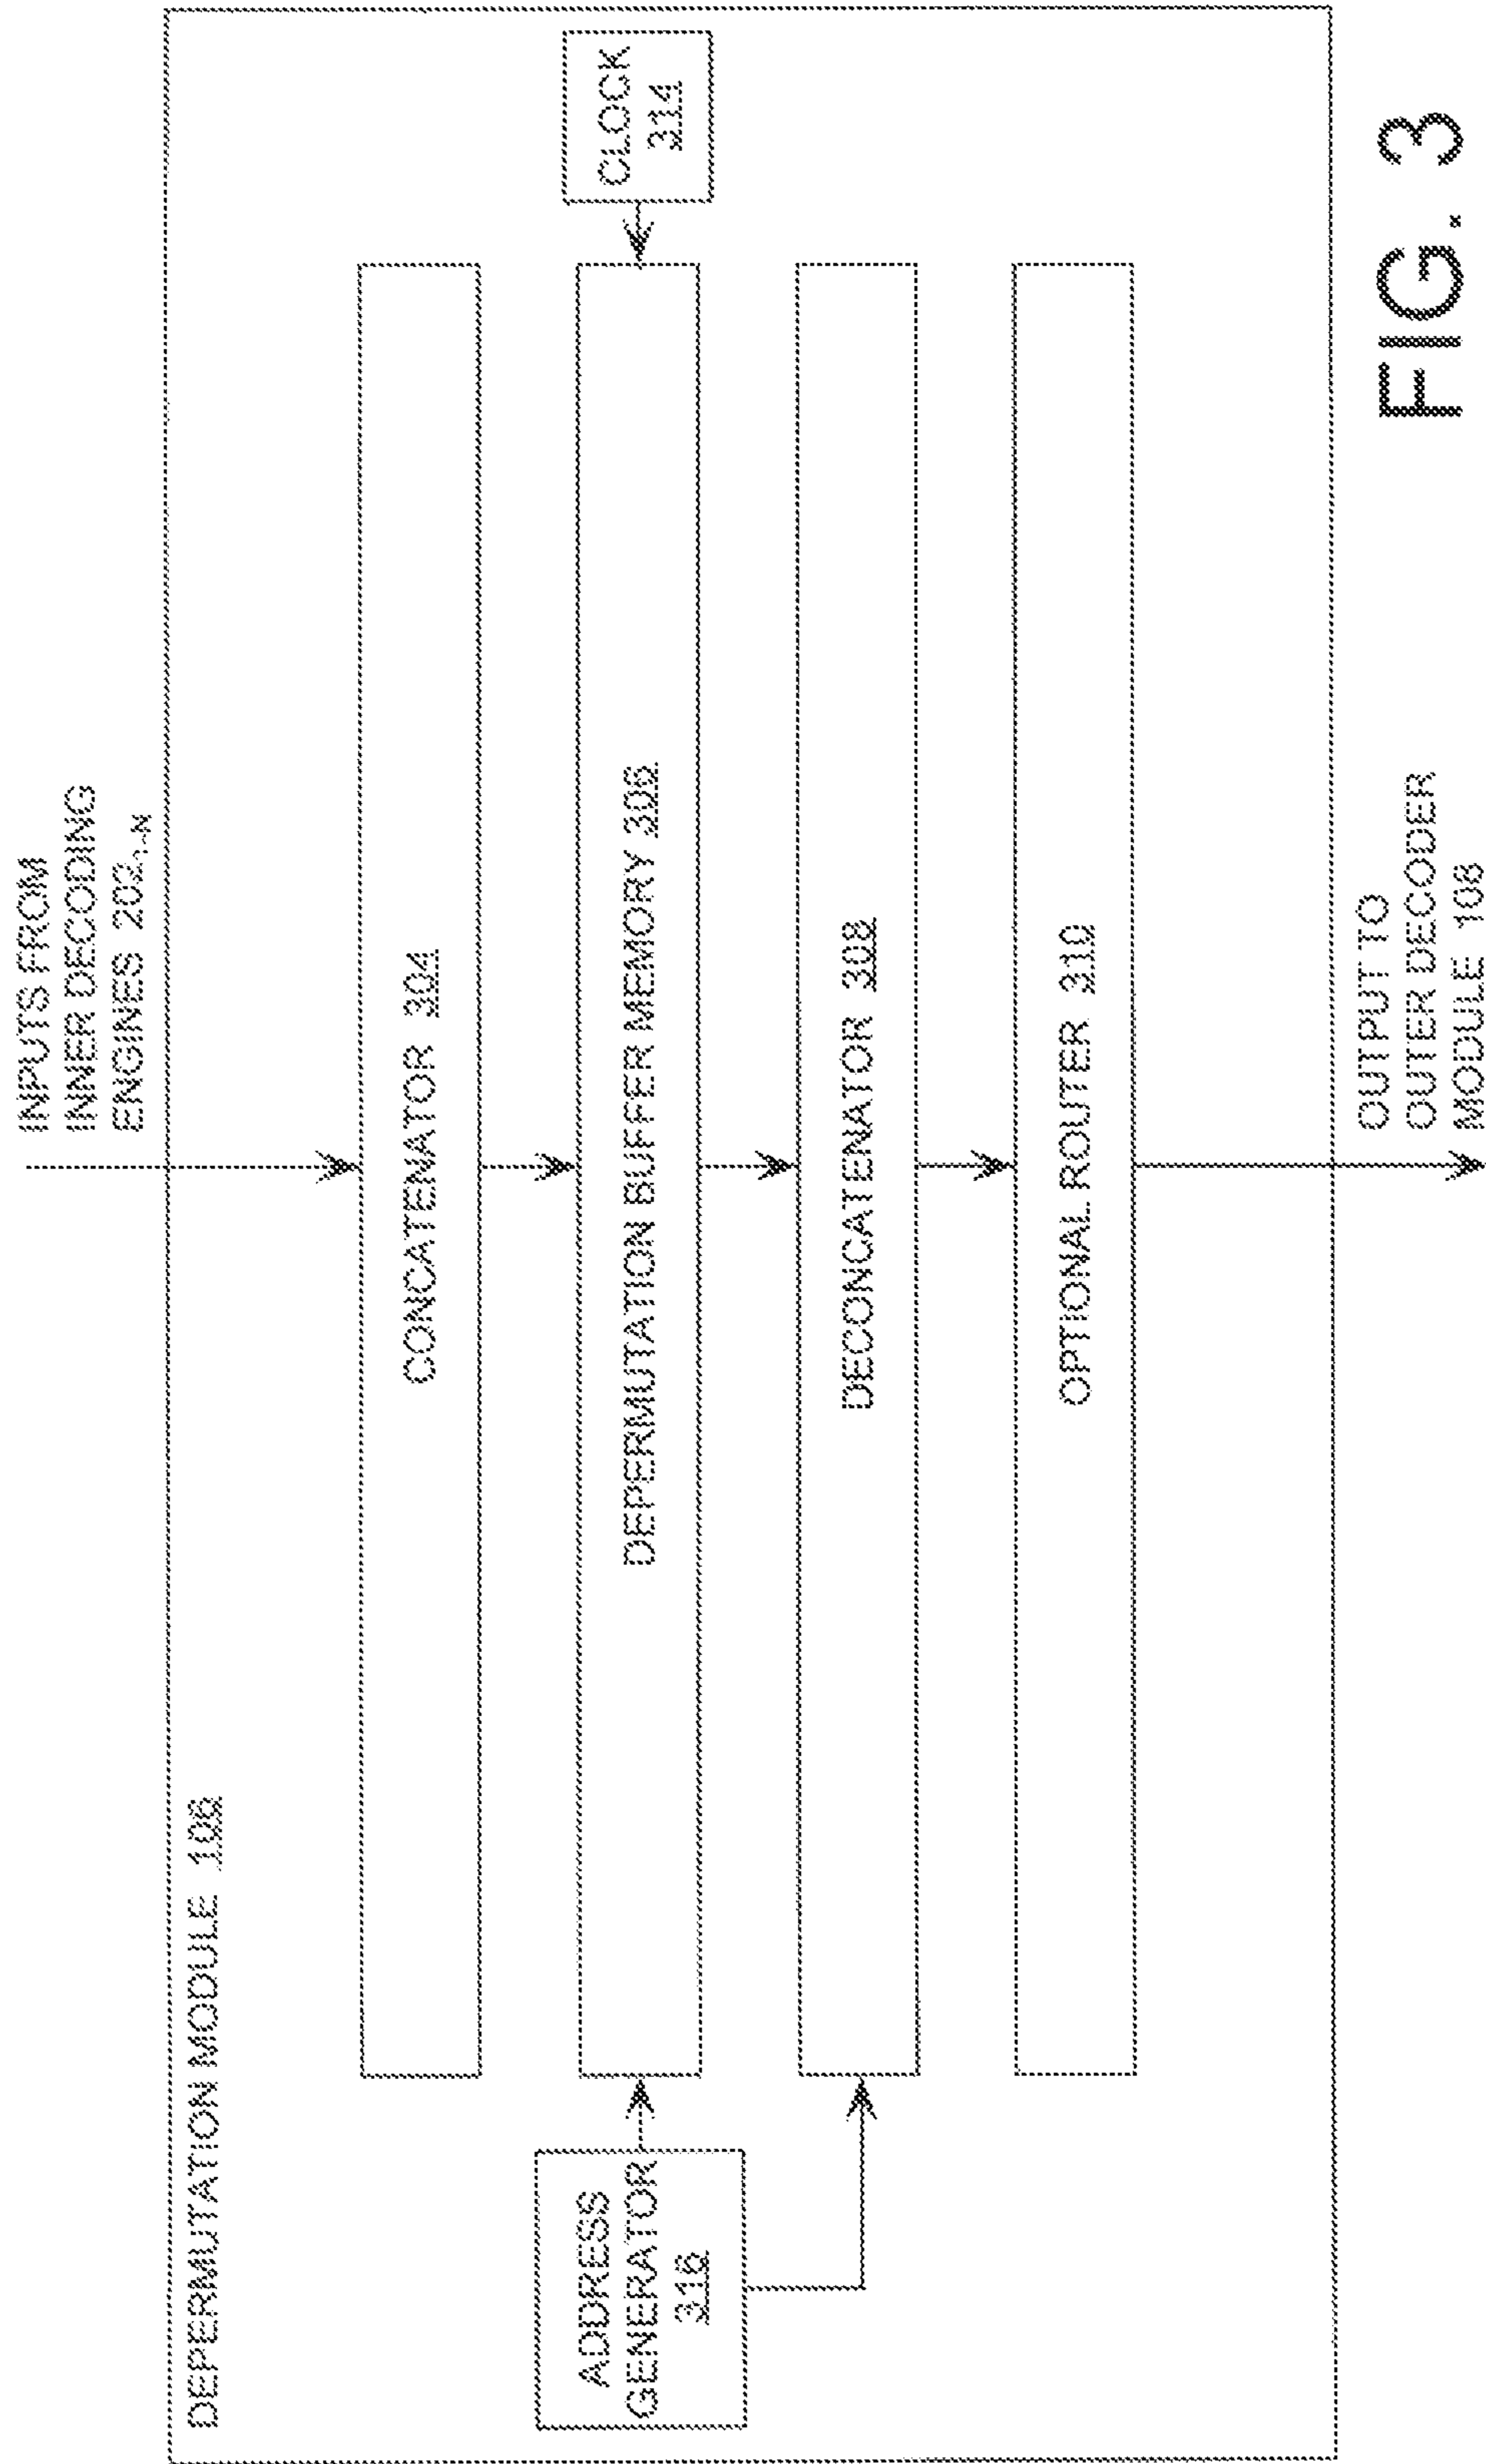 INPUTS FROM
INNER DECODING
ENGINES 202₁₋N
DEPERMUTATION MODULE 106
CONCATENATOR 304
ADDRESS
GENERATOR
316
DEPERMUTATION BUFFER MEMORY 306
CLOCK
314
DECONCATENATOR 308
OPTIONAL ROUTER 310
OUTPUT TO
OUTER DECODER
MODULE 108
FIG. 3